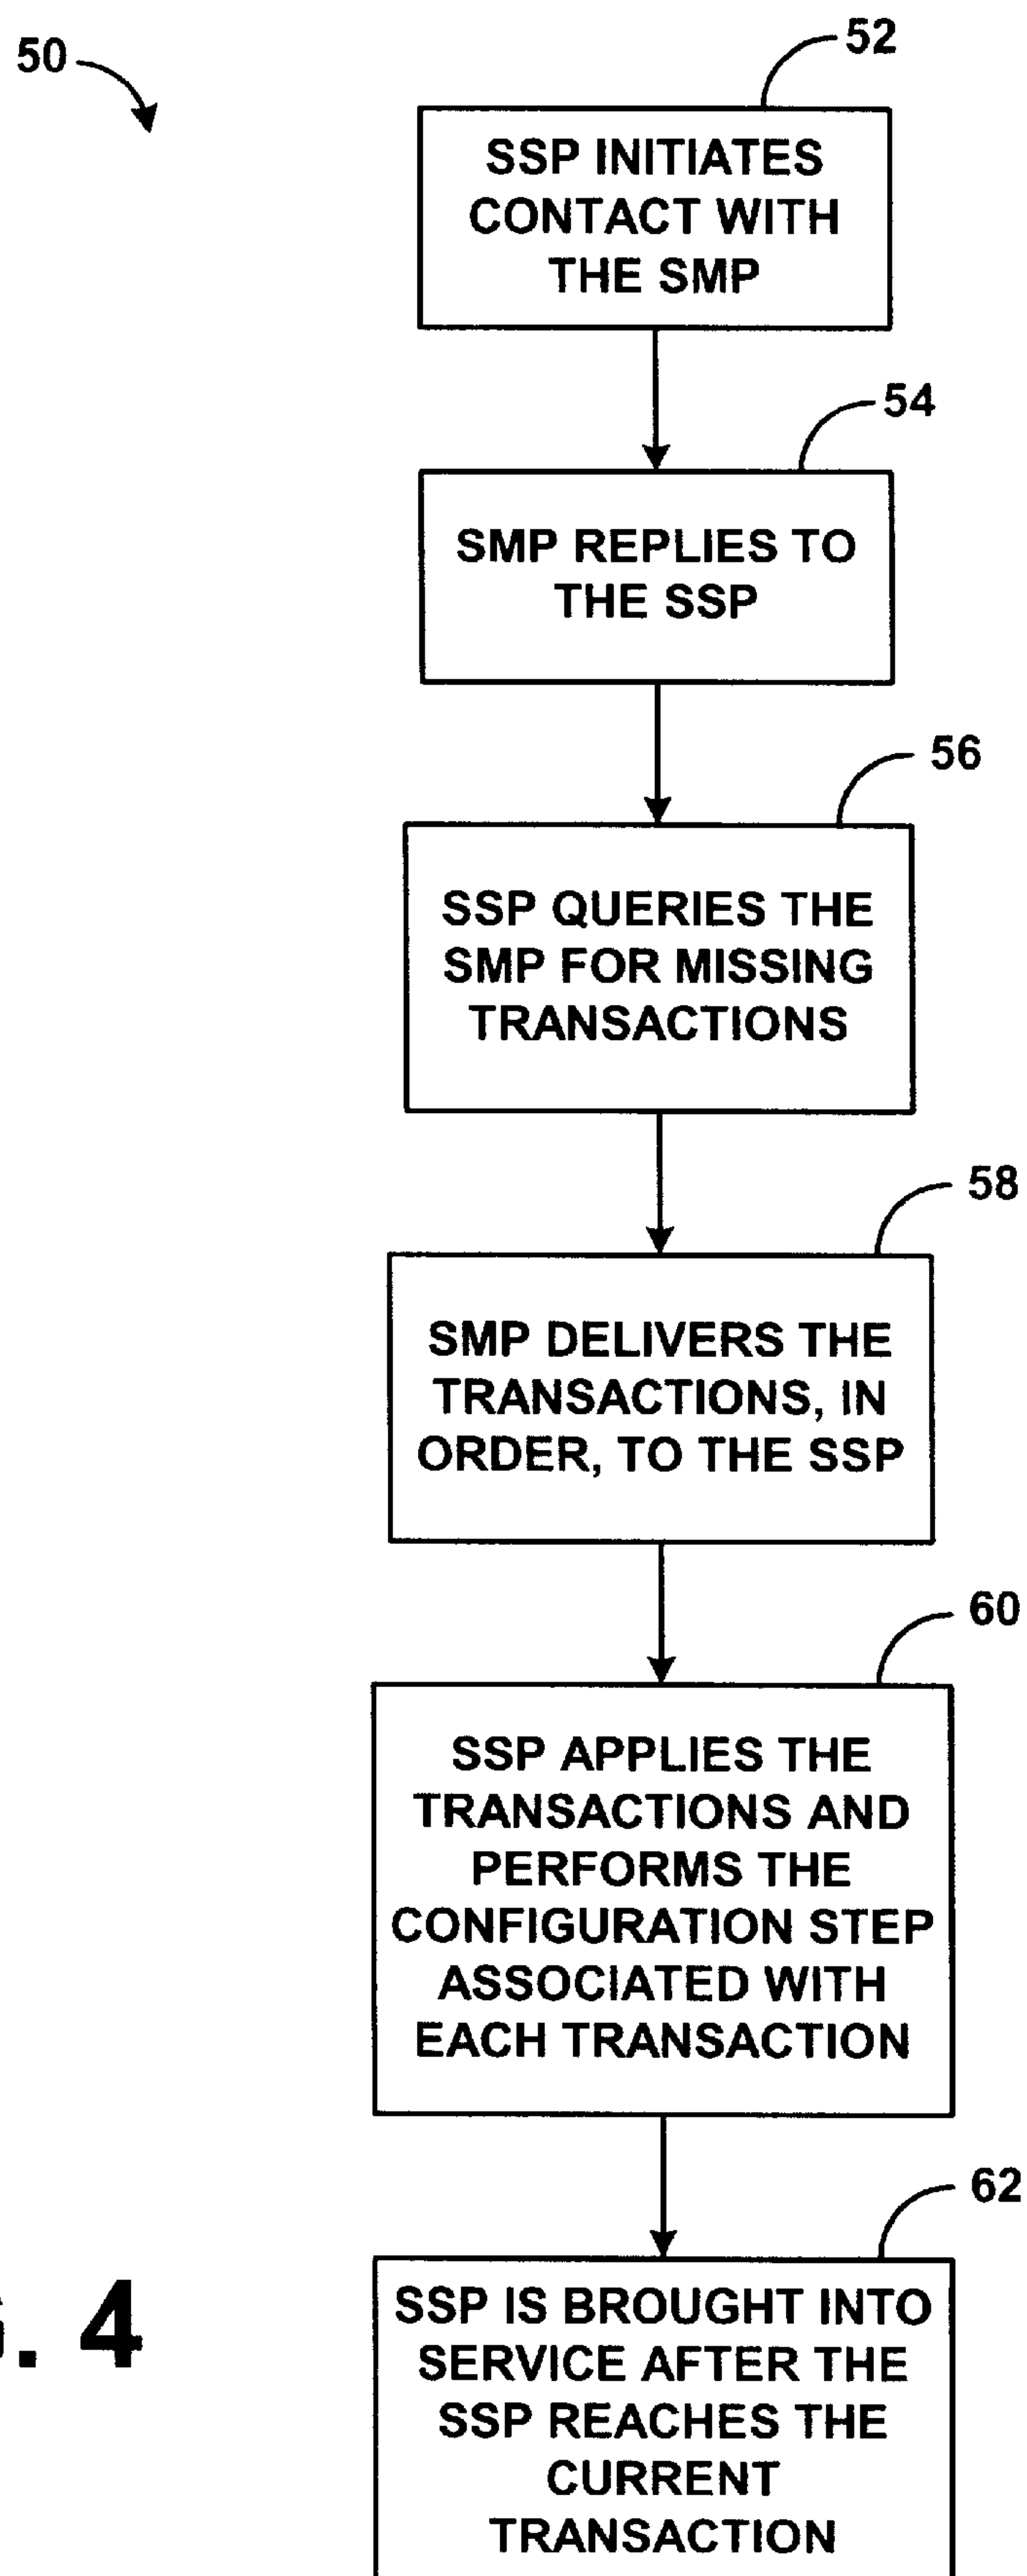 50
52
SSP INITIATES
CONTACT WITH
THE SMP
54
SMP REPLIES TO
THE SSP
56
SSP QUERIES THE
SMP FOR MISSING
TRANSACTIONS
58
SMP DELIVERS THE
TRANSACTIONS, IN
ORDER, TO THE SSP
60
SSP APPLIES THE
TRANSACTIONS AND
PERFORMS THE
CONFIGURATION STEP
ASSOCIATED WITH
EACH TRANSACTION
62
SSP IS BROUGHT INTO
SERVICE AFTER THE
SSP REACHES THE
CURRENT
TRANSACTION
. 4